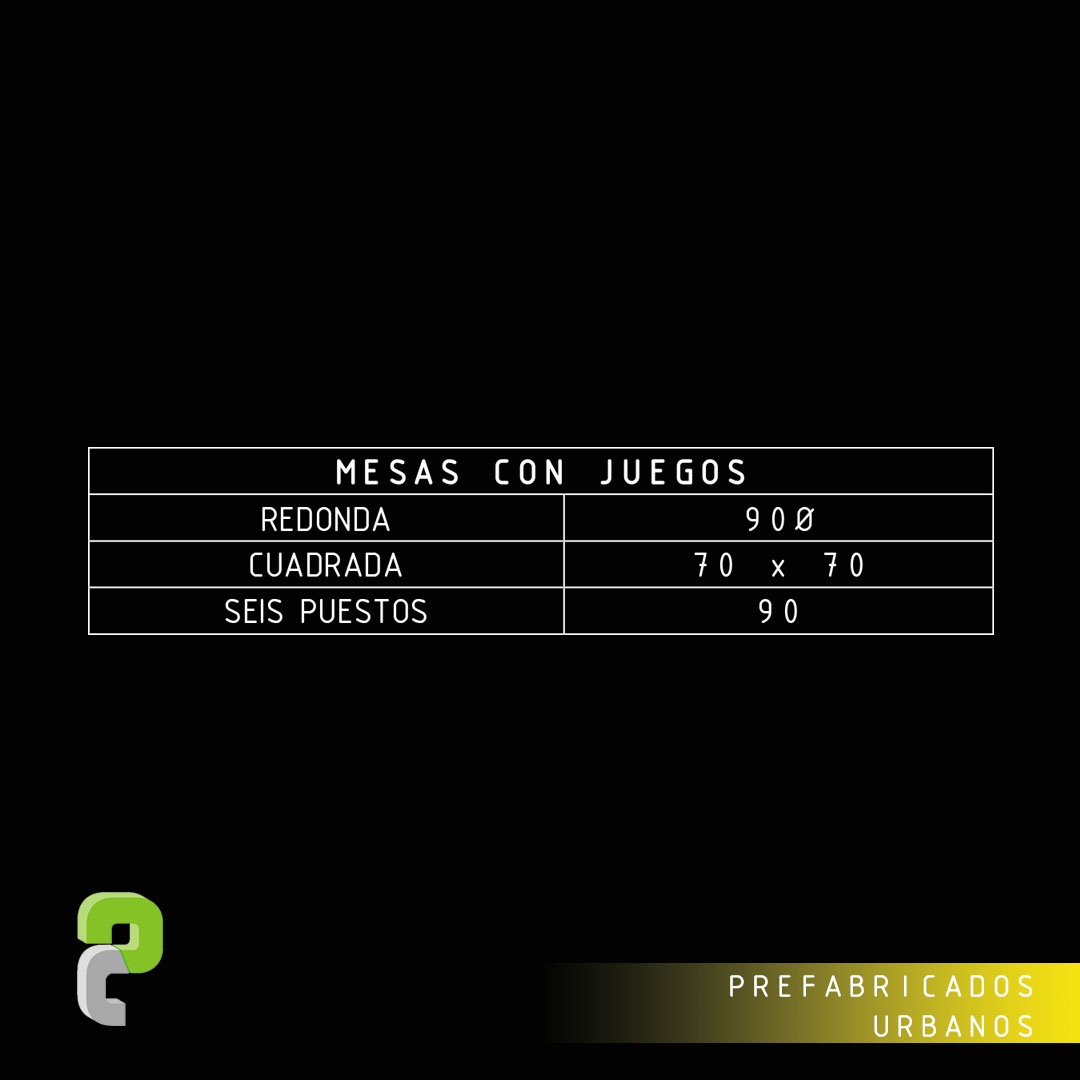 MESAS CON JUEGOS
REDONDA 90Ø
CUADRADA 70 x 70
SEIS PUESTOS 90
PREFABRICADOS
URBANOS